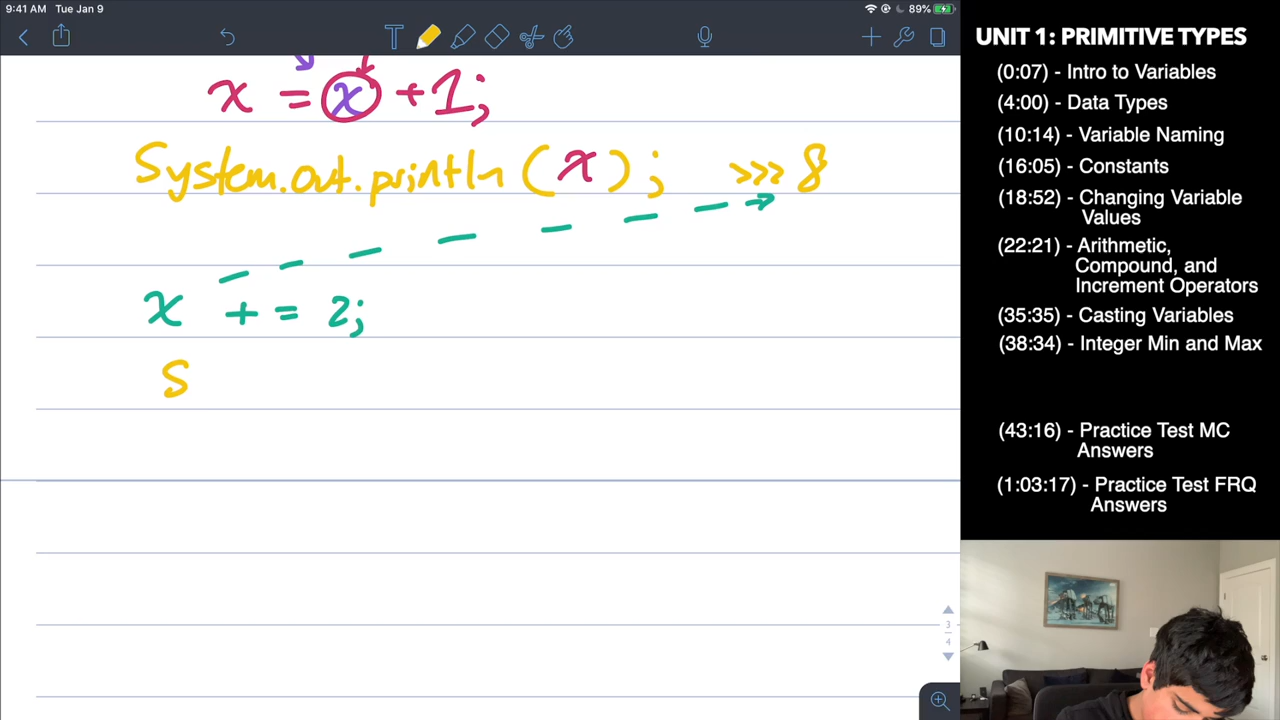 9:41 AM Tue Jan 9
89%
T
x = x + 1;
System.out.println(x); >>> 8
x += 2;
S
3
4
UNIT 1: PRIMITIVE TYPES
(0:07) - Intro to Variables
(4:00) - Data Types
(10:14) - Variable Naming
(16:05) - Constants
(18:52) - Changing Variable
Values
(22:21) - Arithmetic,
Compound, and
Increment Operators
(35:35) - Casting Variables
(38:34) - Integer Min and Max
(43:16) - Practice Test MC
Answers
(1:03:17) - Practice Test FRQ
Answers